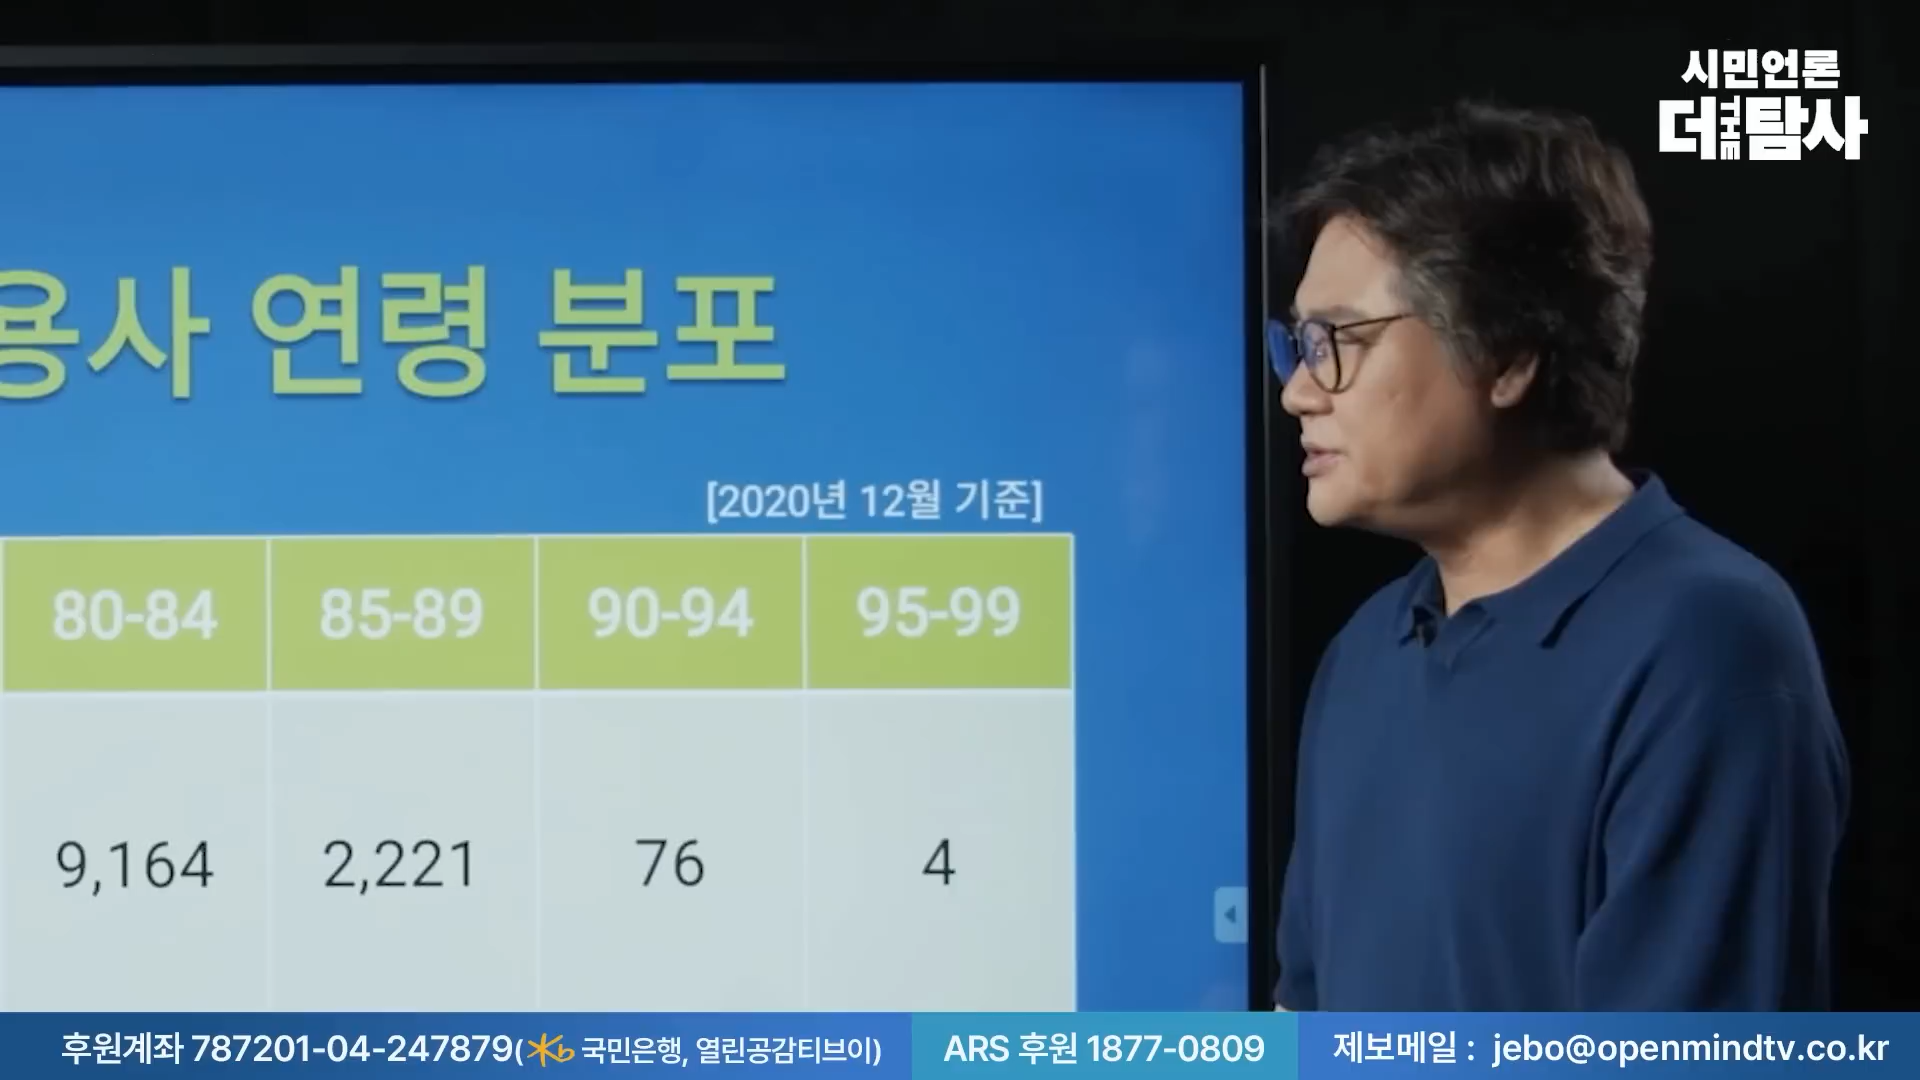 시민언론
더탐사
용사 연령 분포
[2020년 12월 기준]
80-84 85-89 90-94 95-99
9,164 2,221 76 4
후원계좌 787201-04-247879( 국민은행, 열린공감티브이) ARS 후원 1877-0809 제보메일 : jebo@openmindtv.co.kr